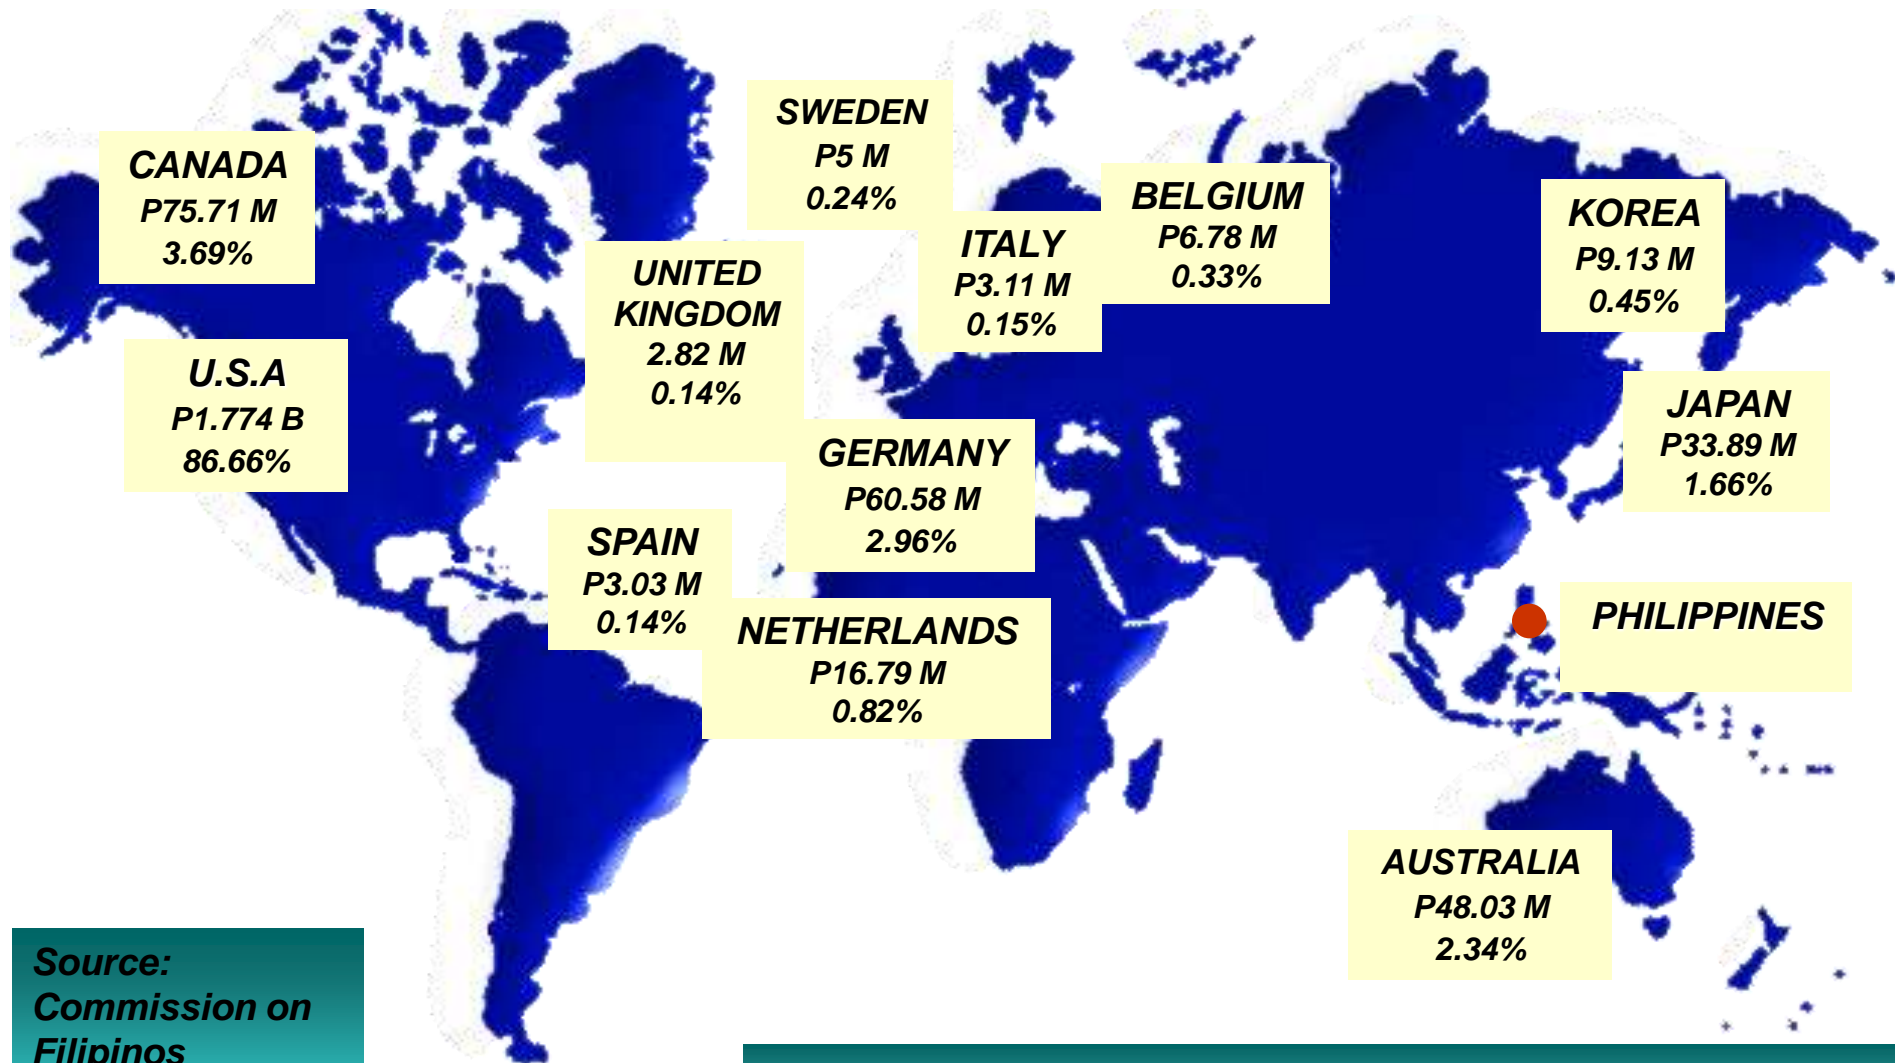 CANADA
P75.71 M
3.69%
SWEDEN
P5 M
0.24%
BELGIUM
P6.78 M
0.33%
KOREA
P9.13 M
0.45%
ITALY
P3.11 M
0.15%
UNITED
KINGDOM
2.82 M
0.14%
U.S.A
P1.774 B
86.66%
JAPAN
P33.89 M
1.66%
GERMANY
P60.58 M
2.96%
SPAIN
P3.03 M
0.14%
NETHERLANDS
P16.79 M
0.82%
PHILIPPINES
AUSTRALIA
P48.03 M
2.34%
Source:
Commission on
Filipinos